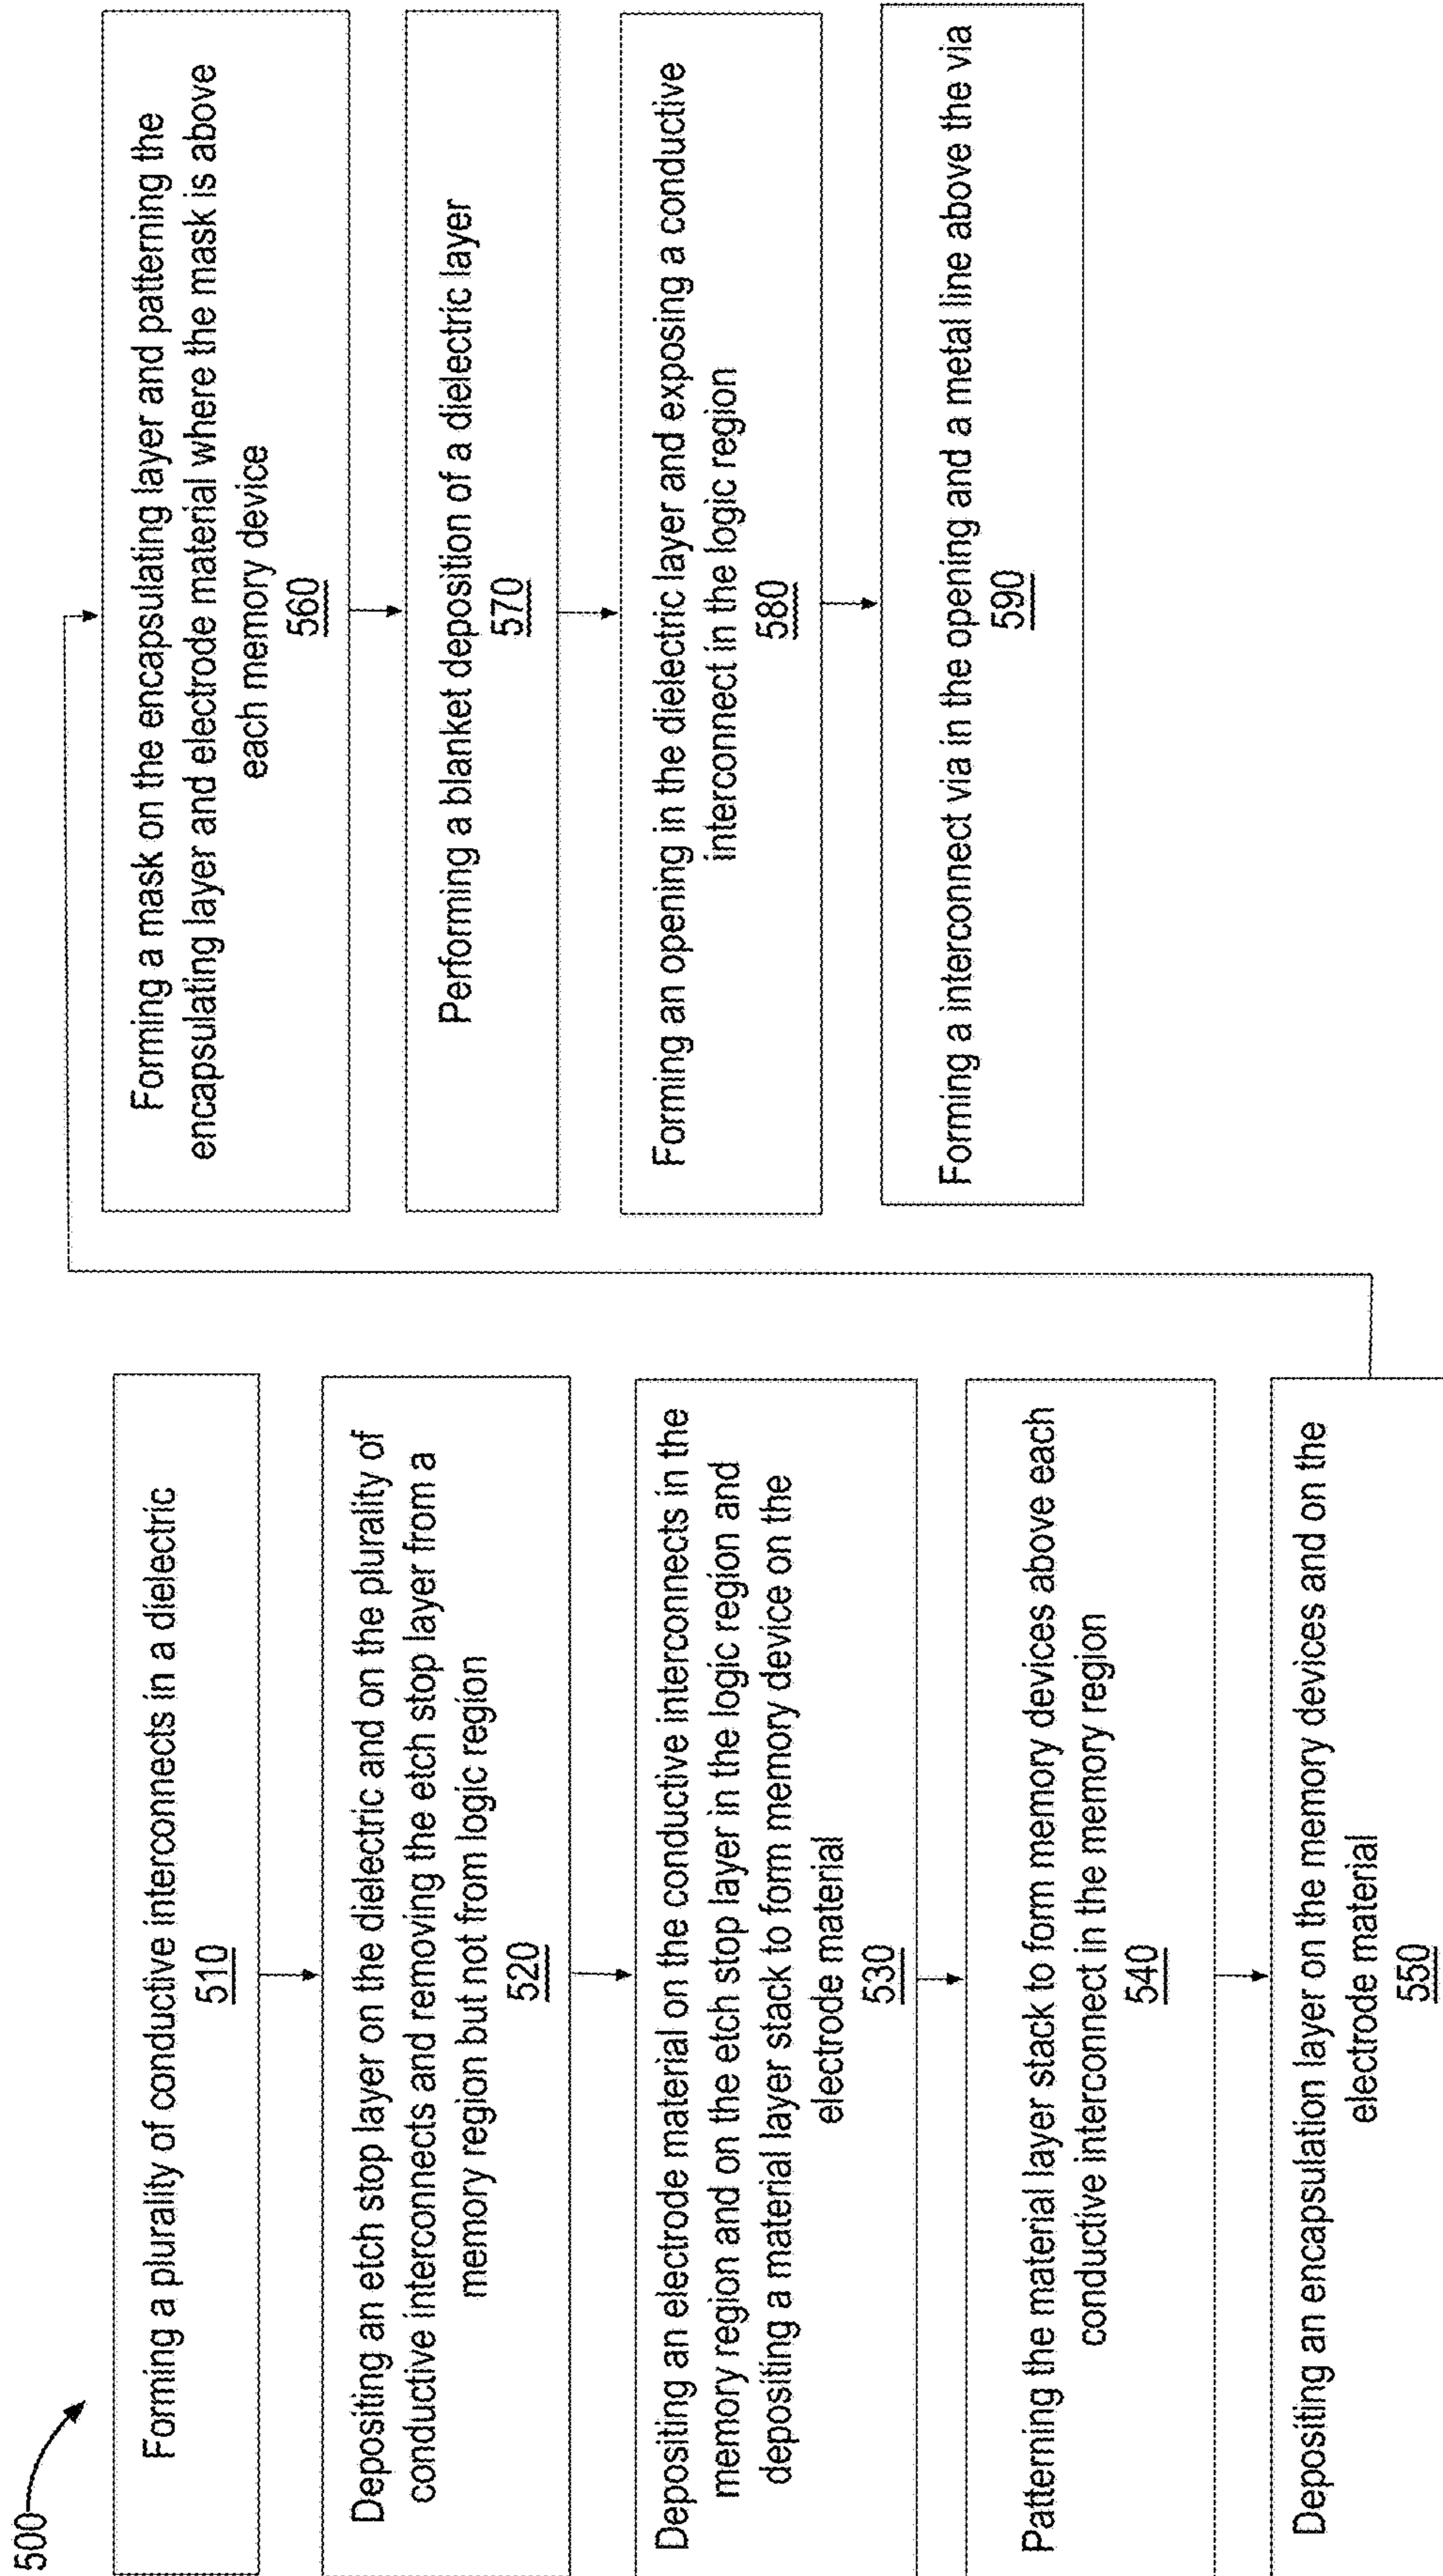 500
Forming a plurality of conductive interconnects in a dielectric
510
Depositing an etch stop layer on the dielectric and on the plurality of
conductive interconnects and removing the etch stop layer from a
memory region but not from logic region
520
Depositing an electrode material on the conductive interconnects in the
memory region and on the etch stop layer in the logic region and
depositing a material layer stack to form memory device on the
electrode material
530
Patterning the material layer stack to form memory devices above each
conductive interconnect in the memory region
540
Depositing an encapsulation layer on the memory devices and on the
electrode material
550
Forming a mask on the encapsulating layer and patterning the
encapsulating layer and electrode material where the mask is above
each memory device
560
Performing a blanket deposition of a dielectric layer
570
Forming an opening in the dielectric layer and exposing a conductive
interconnect in the logic region
580
Forming a interconnect via in the opening and a metal line above the via
590